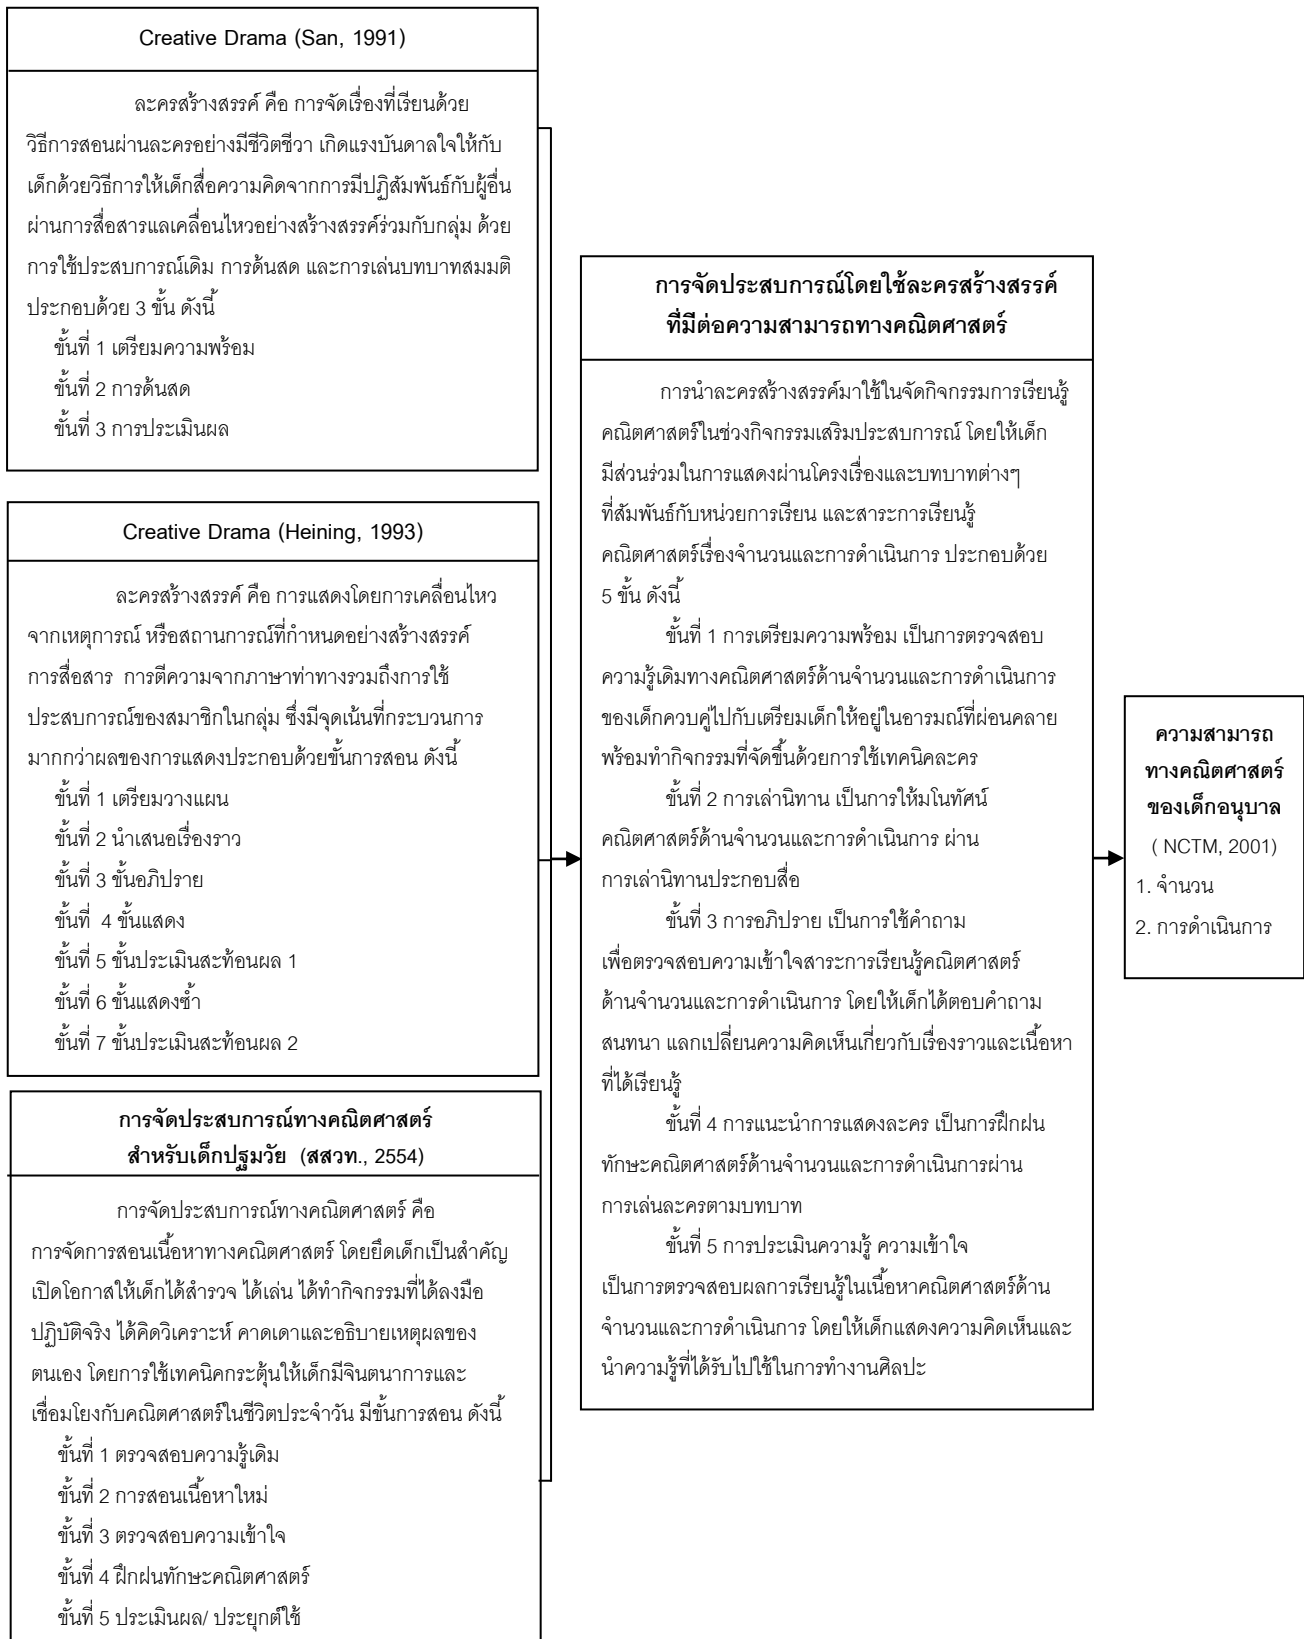 Creative Drama (San, 1991)
ละครสร้างสรรค์ คือ การจัดเรื่องที่เรียนด้วย
วิธีการสอนผ่านละครอย่างมีชีวิตชีวา เกิดแรงบันดาลใจให้กับ
เด็กด้วยวิธีการให้เด็กสื่อความคิดจากการมีปฏิสัมพันธ์กับผู้อื่น
ผ่านการสื่อสารแลเคลื่อนไหวอย่างสร้างสรรค์ร่วมกับกลุ่ม ด้วย
การใช้ประสบการณ์เดิม การด้นสด และการเล่นบทบาทสมมติ
ประกอบด้วย 3 ขั้น ดังนี้
ขั้นที่ 1 เตรียมความพร้อม
ขั้นที่ 2 การด้นสด
ขั้นที่ 3 การประเมินผล
Creative Drama (Heining, 1993)
ละครสร้างสรรค์ คือ การแสดงโดยการเคลื่อนไหว
จากเหตุการณ์ หรือสถานการณ์ที่กำหนดอย่างสร้างสรรค์
การสื่อสาร การตีความจากภาษาท่าทางรวมถึงการใช้
ประสบการณ์ของสมาชิกในกลุ่ม ซึ่งมีจุดเน้นที่กระบวนการ
มากกว่าผลของการแสดงประกอบด้วยขั้นการสอน ดังนี้
ขั้นที่ 1 เตรียมวางแผน
ขั้นที่ 2 นำเสนอเรื่องราว
ขั้นที่ 3 ขั้นอภิปราย
ขั้นที่ 4 ขั้นแสดง
ขั้นที่ 5 ขั้นประเมินสะท้อนผล 1
ขั้นที่ 6 ขั้นแสดงซ้ำ
ขั้นที่ 7 ขั้นประเมินสะท้อนผล 2
การจัดประสบการณ์ทางคณิตศาสตร์
สำหรับเด็กปฐมวัย (สสวท., 2554)
การจัดประสบการณ์ทางคณิตศาสตร์ คือ
การจัดการสอนเนื้อหาทางคณิตศาสตร์ โดยยึดเด็กเป็นสำคัญ
เปิดโอกาสให้เด็กได้สำรวจ ได้เล่น ได้ทำกิจกรรมที่ได้ลงมือ
ปฏิบัติจริง ได้คิดวิเคราะห์ คาดเดาและอธิบายเหตุผลของ
ตนเอง โดยการใช้เทคนิคกระตุ้นให้เด็กมีจินตนาการและ
เชื่อมโยงกับคณิตศาสตร์ในชีวิตประจำวัน มีขั้นการสอน ดังนี้
ขั้นที่ 1 ตรวจสอบความรู้เดิม
ขั้นที่ 2 การสอนเนื้อหาใหม่
ขั้นที่ 3 ตรวจสอบความเข้าใจ
ขั้นที่ 4 ฝึกฝนทักษะคณิตศาสตร์
ขั้นที่ 5 ประเมินผล/ ประยุกต์ใช้
การจัดประสบการณ์โดยใช้ละครสร้างสรรค์
ที่มีต่อความสามารถทางคณิตศาสตร์
การนำละครสร้างสรรค์มาใช้ในจัดกิจกรรมการเรียนรู้
คณิตศาสตร์ในช่วงกิจกรรมเสริมประสบการณ์ โดยให้เด็ก
มีส่วนร่วมในการแสดงผ่านโครงเรื่องและบทบาทต่างๆ
ที่สัมพันธ์กับหน่วยการเรียน และสาระการเรียนรู้
คณิตศาสตร์เรื่องจำนวนและการดำเนินการ ประกอบด้วย
5 ขั้น ดังนี้
ขั้นที่ 1 การเตรียมความพร้อม เป็นการตรวจสอบ
ความรู้เดิมทางคณิตศาสตร์ด้านจำนวนและการดำเนินการ
ของเด็กควบคู่ไปกับเตรียมเด็กให้อยู่ในอารมณ์ที่ผ่อนคลาย
พร้อมทำกิจกรรมที่จัดขึ้นด้วยการใช้เทคนิคละคร
ขั้นที่ 2 การเล่านิทาน เป็นการให้มโนทัศน์
คณิตศาสตร์ด้านจำนวนและการดำเนินการ ผ่าน
การเล่านิทานประกอบสื่อ
ขั้นที่ 3 การอภิปราย เป็นการใช้คำถาม
เพื่อตรวจสอบความเข้าใจสาระการเรียนรู้คณิตศาสตร์
ด้านจำนวนและการดำเนินการ โดยให้เด็กได้ตอบคำถาม
สนทนา แลกเปลี่ยนความคิดเห็นเกี่ยวกับเรื่องราวและเนื้อหา
ที่ได้เรียนรู้
ขั้นที่ 4 การแนะนำการแสดงละคร เป็นการฝึกฝน
ทักษะคณิตศาสตร์ด้านจำนวนและการดำเนินการผ่าน
การเล่นละครตามบทบาท
ขั้นที่ 5 การประเมินความรู้ ความเข้าใจ
เป็นการตรวจสอบผลการเรียนรู้ในเนื้อหาคณิตศาสตร์ด้าน
จำนวนและการดำเนินการ โดยให้เด็กแสดงความคิดเห็นและ
นำความรู้ที่ได้รับไปใช้ในการทำงานศิลปะ
ความสามารถ
ทางคณิตศาสตร์
ของเด็กอนุบาล
( NCTM, 2001)
1. จำนวน
2. การดำเนินการ